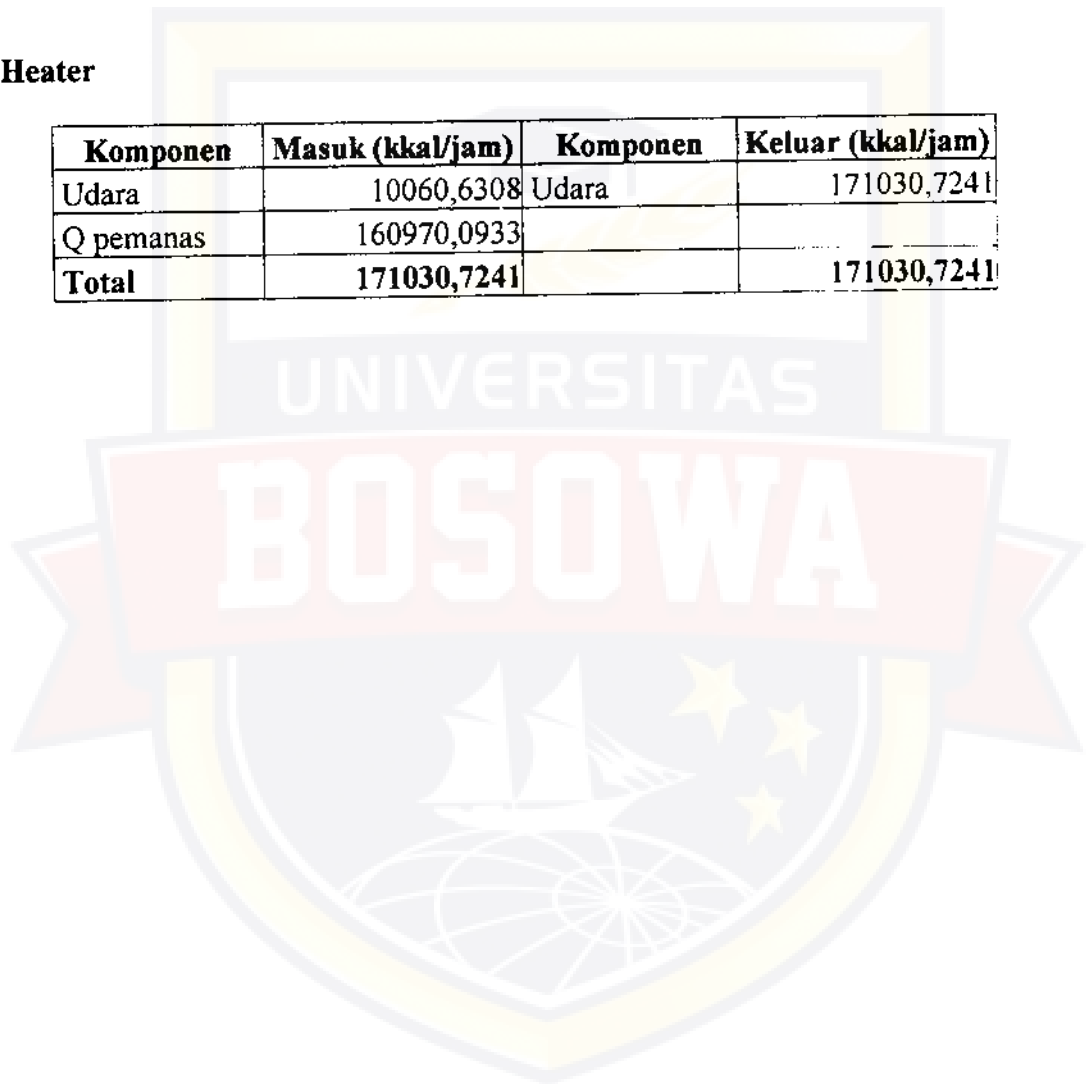 Heater
Komponen Masuk (kkal/jam) Komponen Keluar (kkal/jam)
Udara 10060,6308 Udara 171030,7241
Q pemanas 160970,0933
Total 171030,7241 171030,7241
UNIVERSITAS
BOSOWA